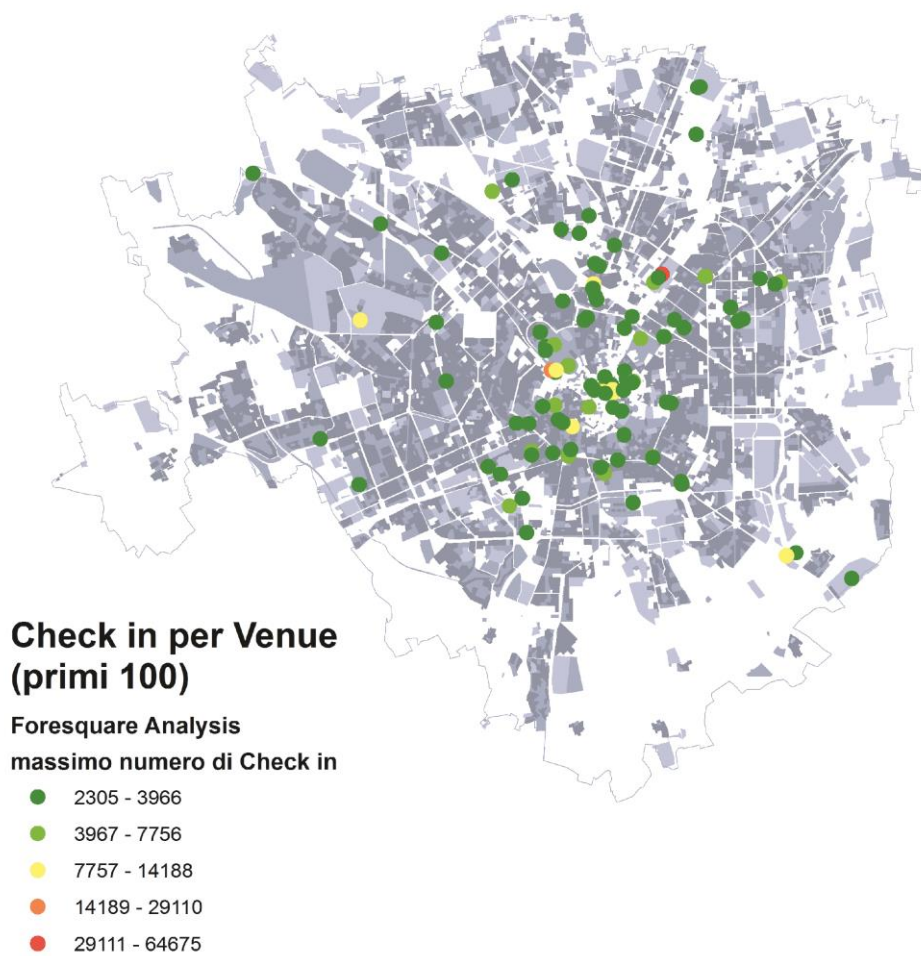 Check in per Venue
(primi 100)
Foresquare Analysis
massimo numero di Check in
2305 - 3966
3967 - 7756
7757 - 14188
14189 - 29110
29111 - 64675